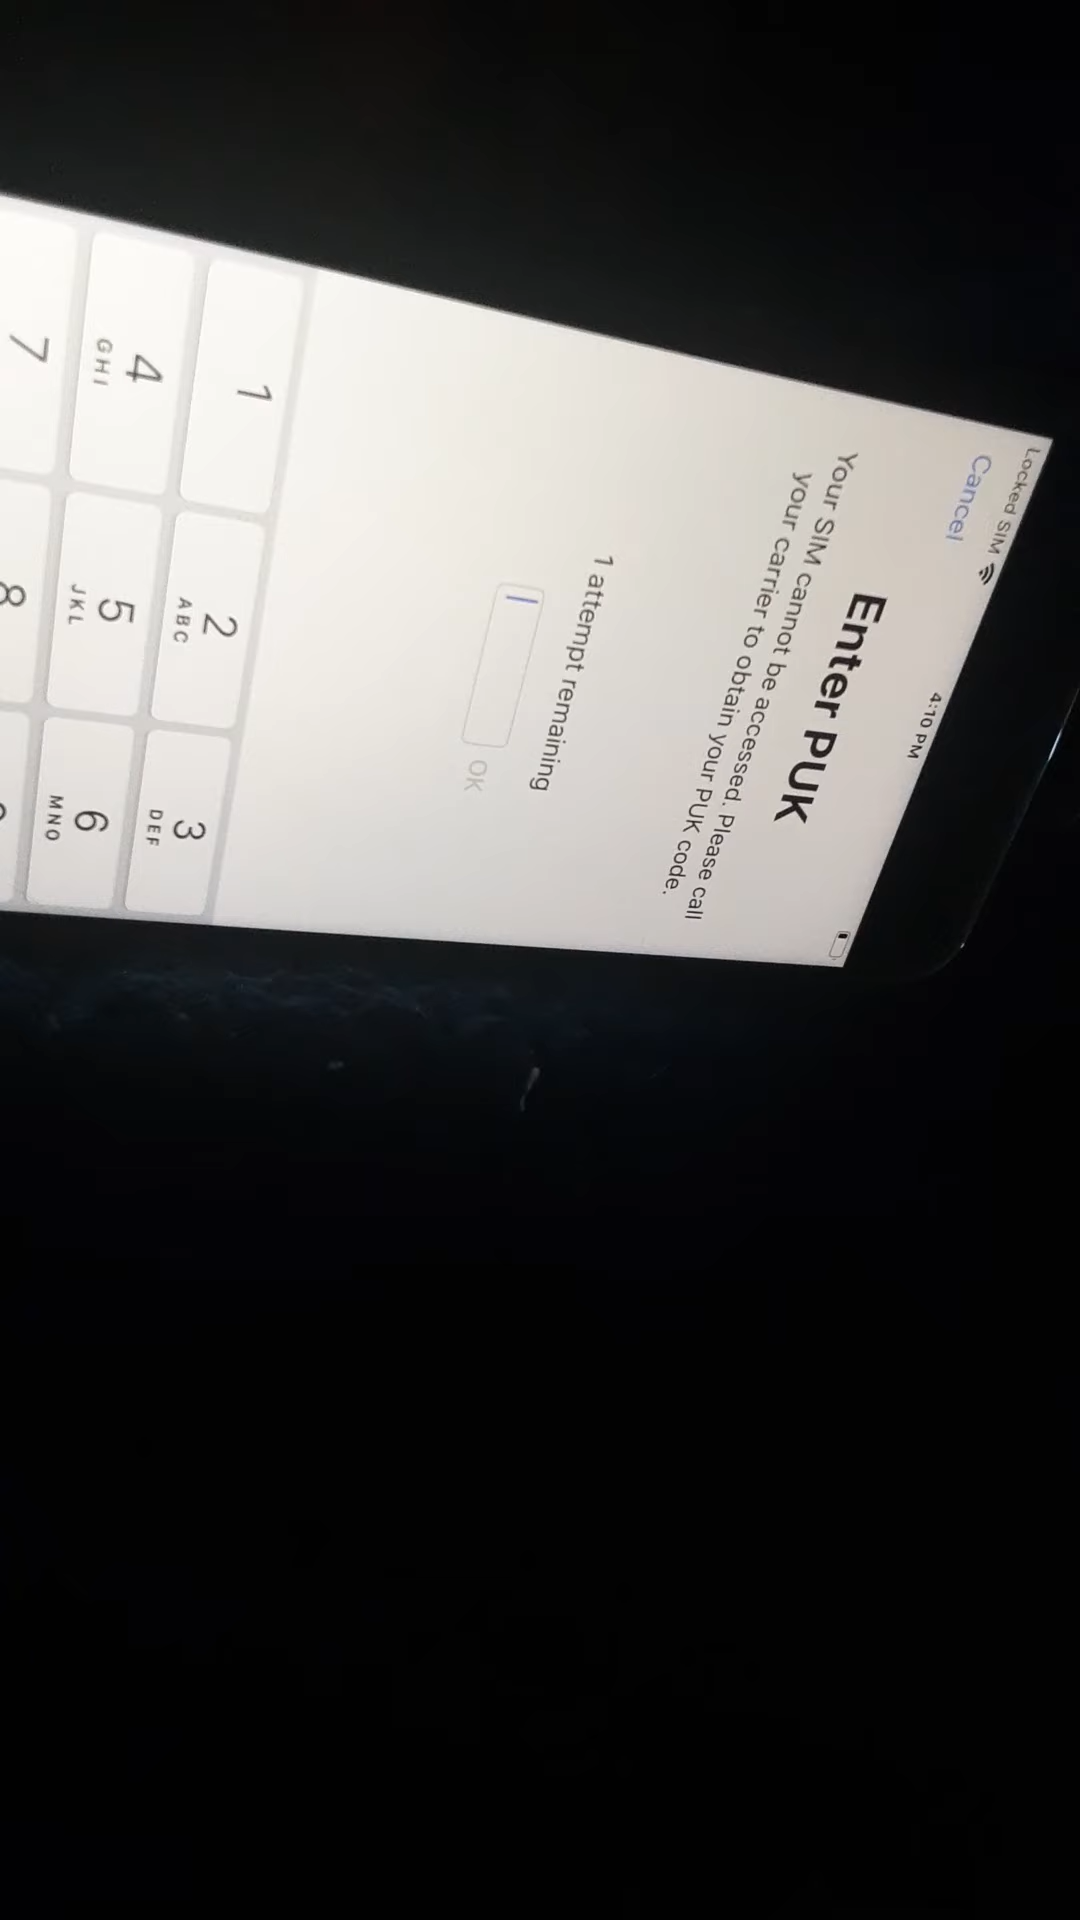 Locked SIM
4:10 PM
Cancel
Enter PUK
Your SIM cannot be accessed. Please call
your carrier to obtain your PUK code.
1 attempt remaining
OK
1
2
ABC
3
DEF
4
GHI
5
JKL
6
MNO
7
8